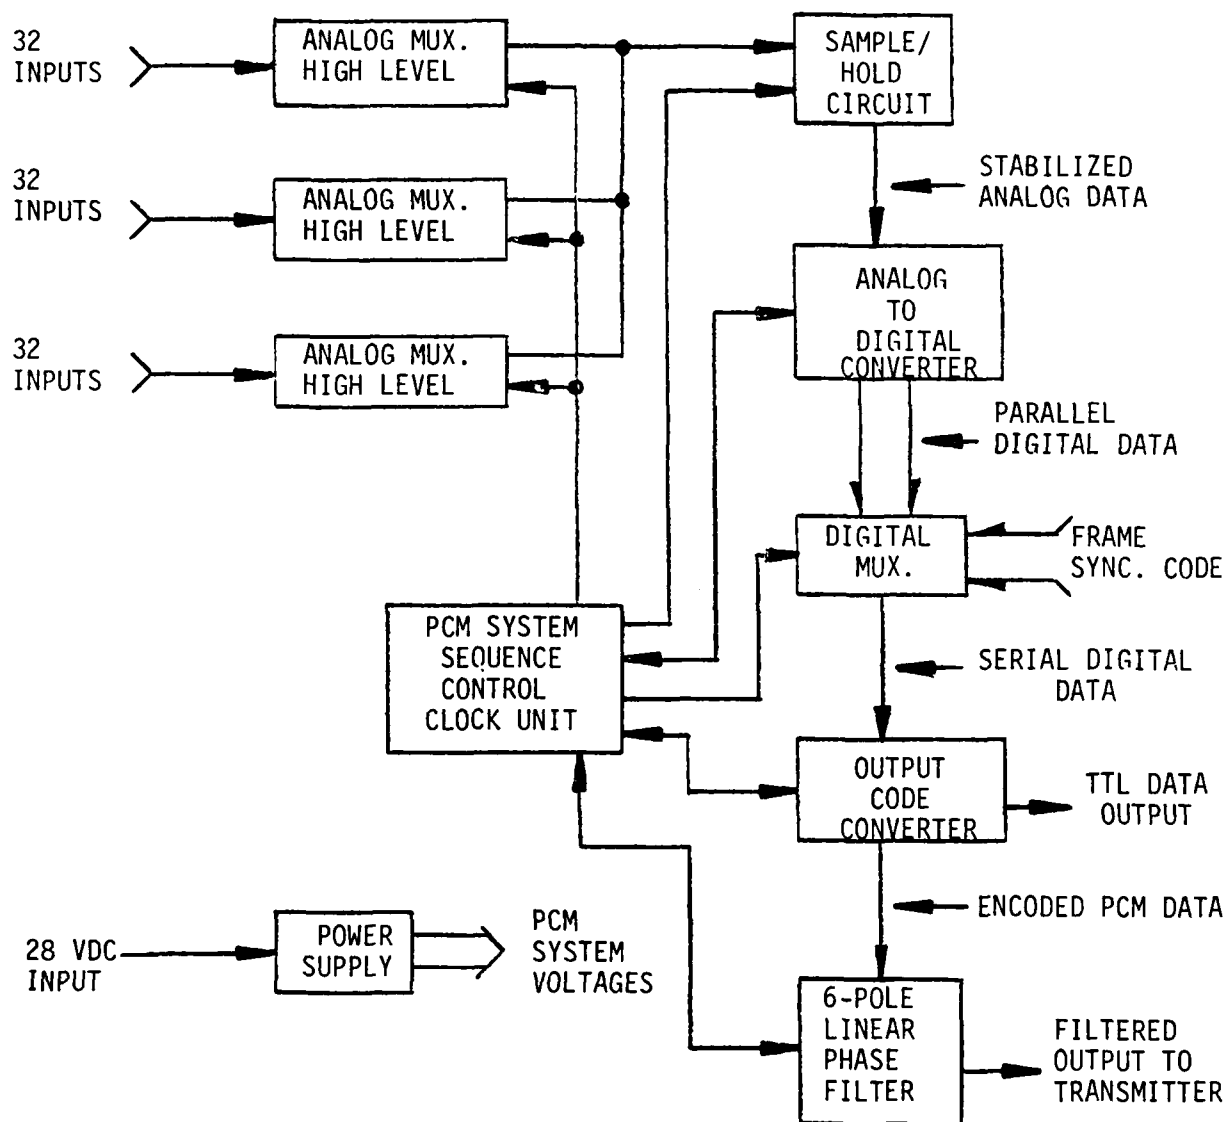 32
INPUTS
ANALOG MUX.
HIGH LEVEL
SAMPLE/
HOLD
CIRCUIT
32
INPUTS
ANALOG MUX.
HIGH LEVEL
STABILIZED
ANALOG DATA
ANALOG
TO
DIGITAL
CONVERTER
32
INPUTS
ANALOG MUX.
HIGH LEVEL
PARALLEL
DIGITAL DATA
DIGITAL
MUX.
FRAME
SYNC. CODE
PCM SYSTEM
SEQUENCE
CONTROL
CLOCK UNIT
SERIAL DIGITAL
DATA
OUTPUT
CODE
CONVERTER
TTL DATA
OUTPUT
ENCODED PCM DATA
28 VDC
INPUT
POWER
SUPPLY
PCM
SYSTEM
VOLTAGES
6-POLE
LINEAR
PHASE
FILTER
FILTERED
OUTPUT TO
TRANSMITTER